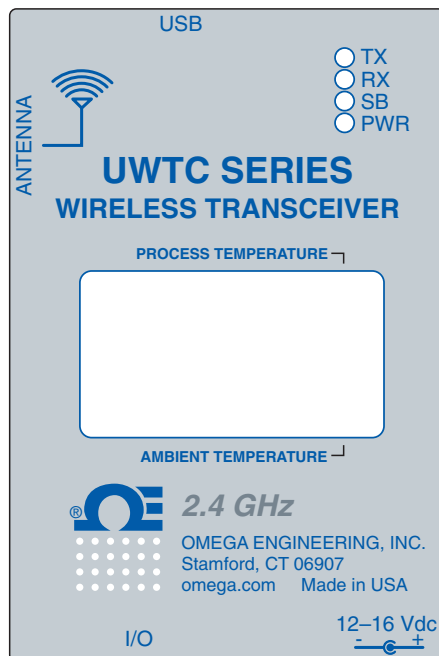 USB
TX
RX
SB
PWR
ANTENNA
UWTC SERIES
WIRELESS TRANSCEIVER
PROCESS TEMPERATURE
AMBIENT TEMPERATURE
®ΩE
2.4 GHz
OMEGA ENGINEERING, INC.
Stamford, CT 06907
omega.com Made in USA
I/O
12–16 Vdc
- +